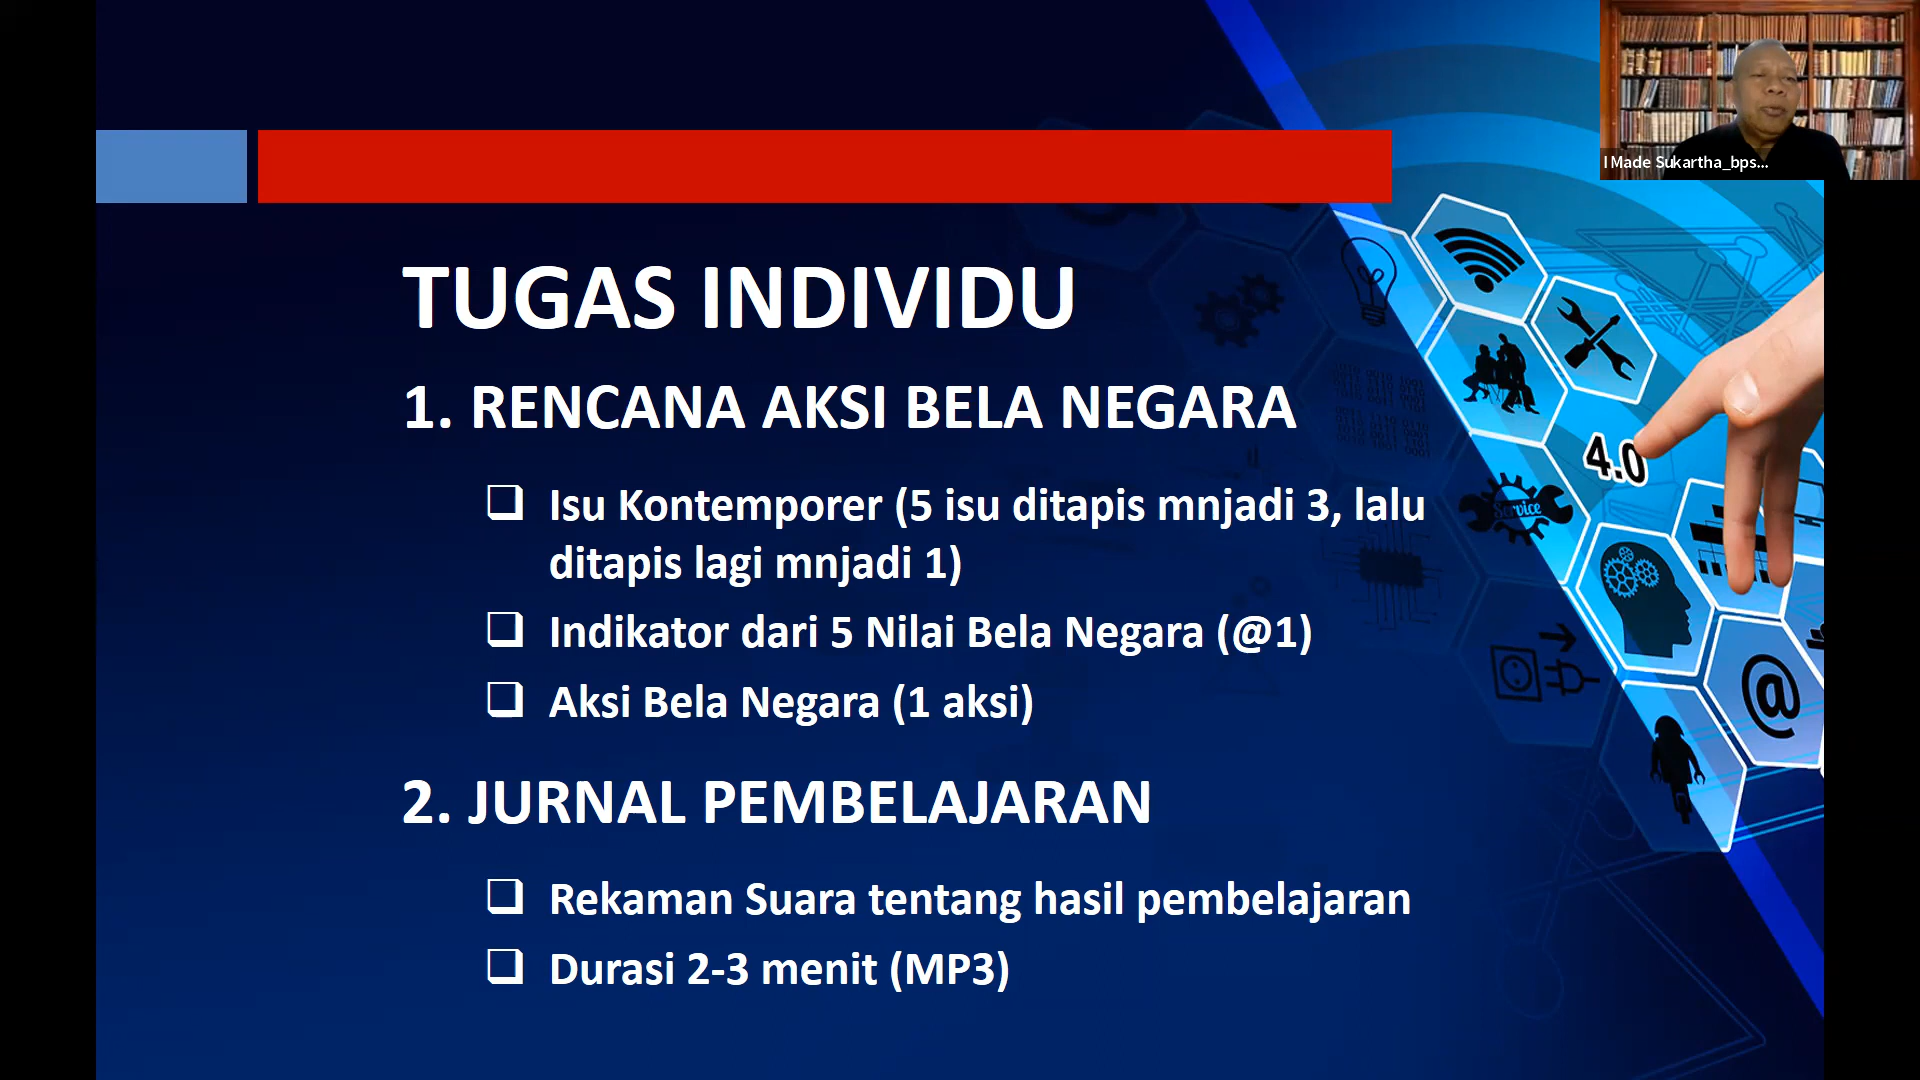 I Made Sukartha_bps...
TUGAS INDIVIDU
1. RENCANA AKSI BELA NEGARA
Isu Kontemporer (5 isu ditapis mnjadi 3, lalu
ditapis lagi mnjadi 1)
Indikator dari 5 Nilai Bela Negara (@1)
Aksi Bela Negara (1 aksi)
2. JURNAL PEMBELAJARAN
Rekaman Suara tentang hasil pembelajaran
Durasi 2-3 menit (MP3)
4.0
Service
@